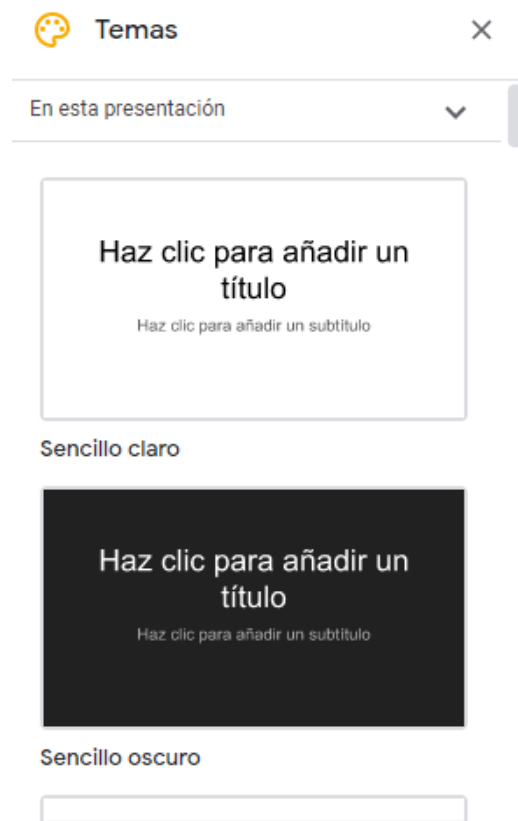 Temas
En esta presentación
Haz clic para añadir un
título
Haz clic para añadir un subtítulo
Sencillo claro
Haz clic para añadir un
título
Haz clic para añadir un subtítulo
Sencillo oscuro